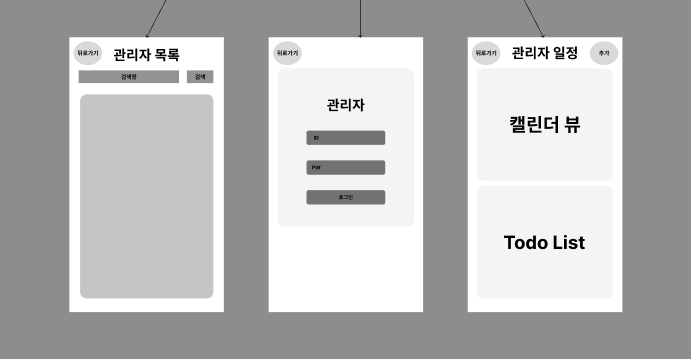 뒤로가기
관리자 목록
검색창
검색
뒤로가기
관리자
ID
PW
로그인
뒤로가기
관리자 일정
추가
캘린더 뷰
Todo List